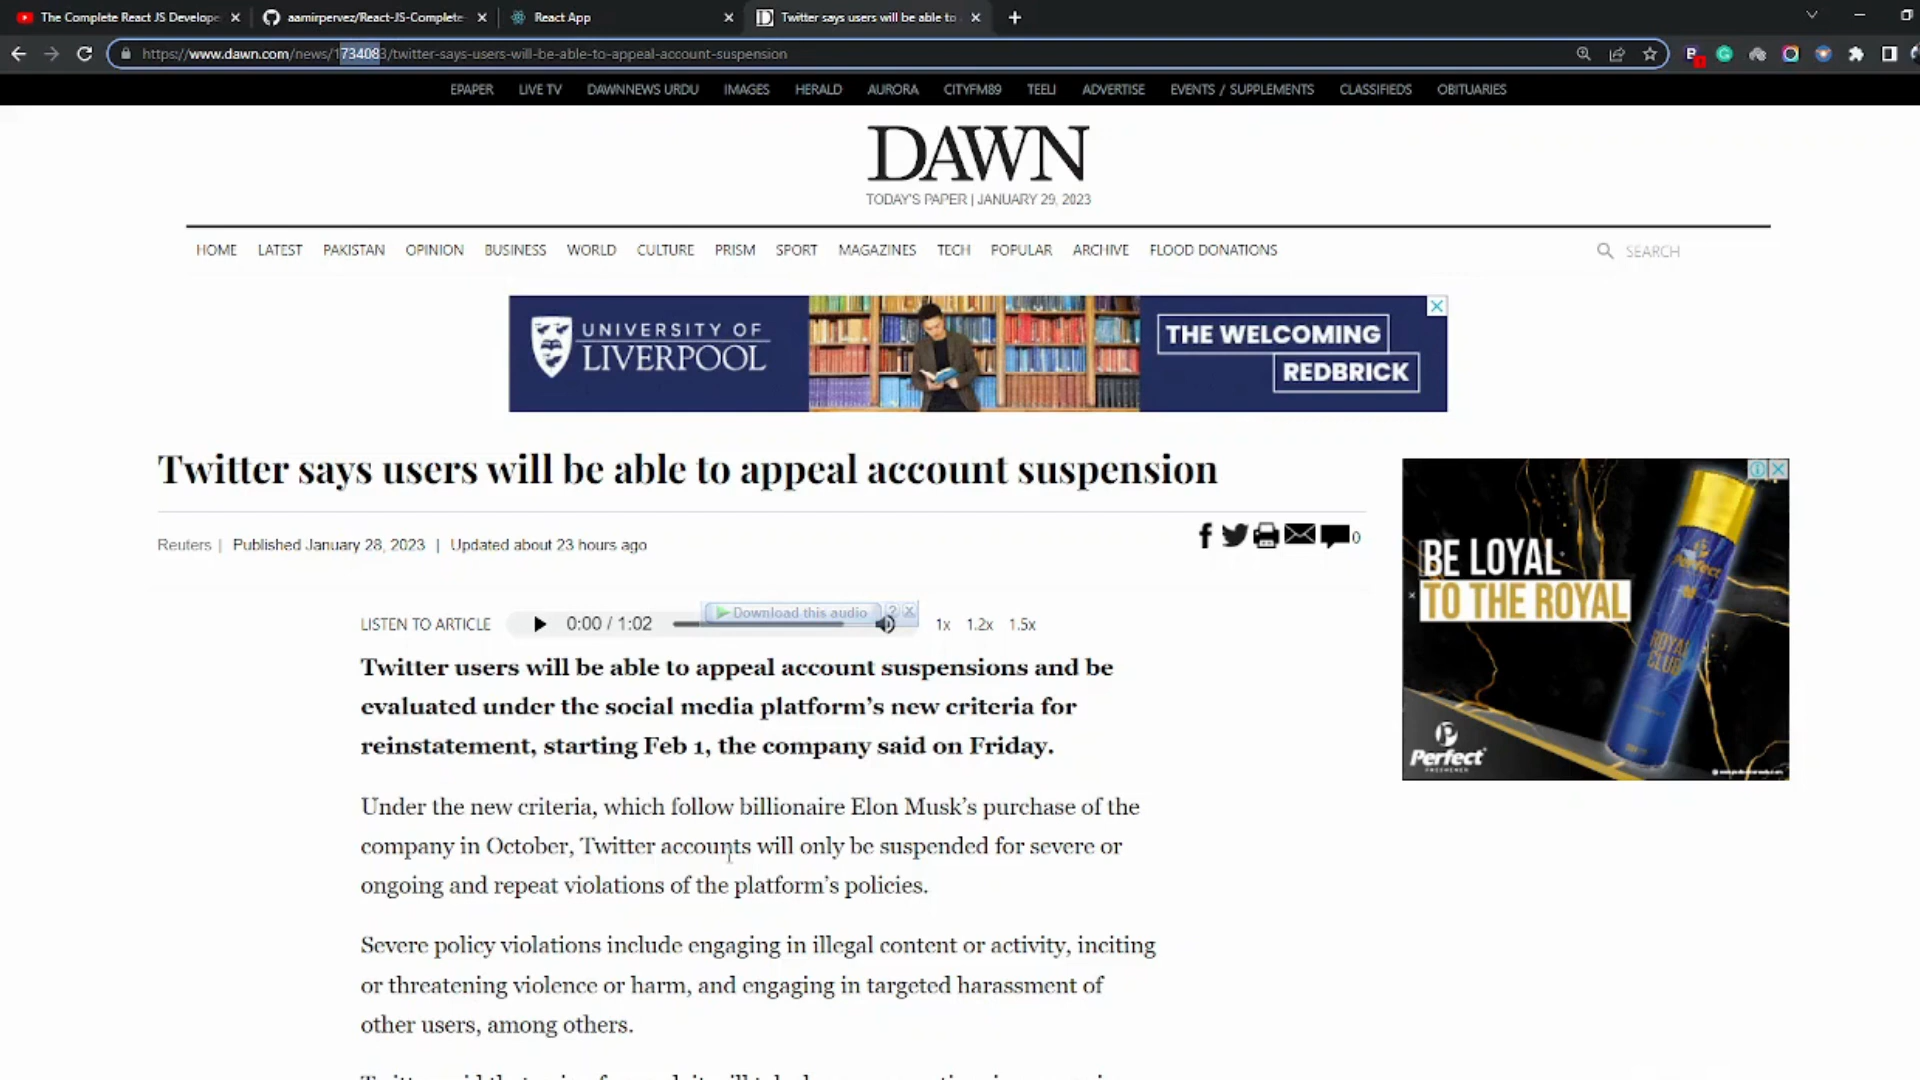 The Complete React JS Develope
aamirpervez/React-JS-Complete
React App
Twitter says users will be able to
https://www.dawn.com/news/1734083/twitter-says-users-will-be-able-to-appeal-account-suspension
EPAPER LIVE TV DAWNNEWS URDU IMAGES HERALD AURORA CITYFM89 TEELI ADVERTISE EVENTS / SUPPLEMENTS CLASSIFIEDS OBITUARIES
DAWN
TODAY'S PAPER | JANUARY 29, 2023
HOME LATEST PAKISTAN OPINION BUSINESS WORLD CULTURE PRISM SPORT MAGAZINES TECH POPULAR ARCHIVE FLOOD DONATIONS SEARCH
UNIVERSITY OF
LIVERPOOL
THE WELCOMING
REDBRICK
Twitter says users will be able to appeal account suspension
Reuters | Published January 28, 2023 | Updated about 23 hours ago
0
BE LOYAL
TO THE ROYAL
Perfect
ROYAL
CLUB
Perfect
FRESHENER
LISTEN TO ARTICLE 0:00 / 1:02 Download this audio ? 1x 1.2x 1.5x
Twitter users will be able to appeal account suspensions and be
evaluated under the social media platform's new criteria for
reinstatement, starting Feb 1, the company said on Friday.
Under the new criteria, which follow billionaire Elon Musk's purchase of the
company in October, Twitter accounts will only be suspended for severe or
ongoing and repeat violations of the platform's policies.
Severe policy violations include engaging in illegal content or activity, inciting
or threatening violence or harm, and engaging in targeted harassment of
other users, among others.